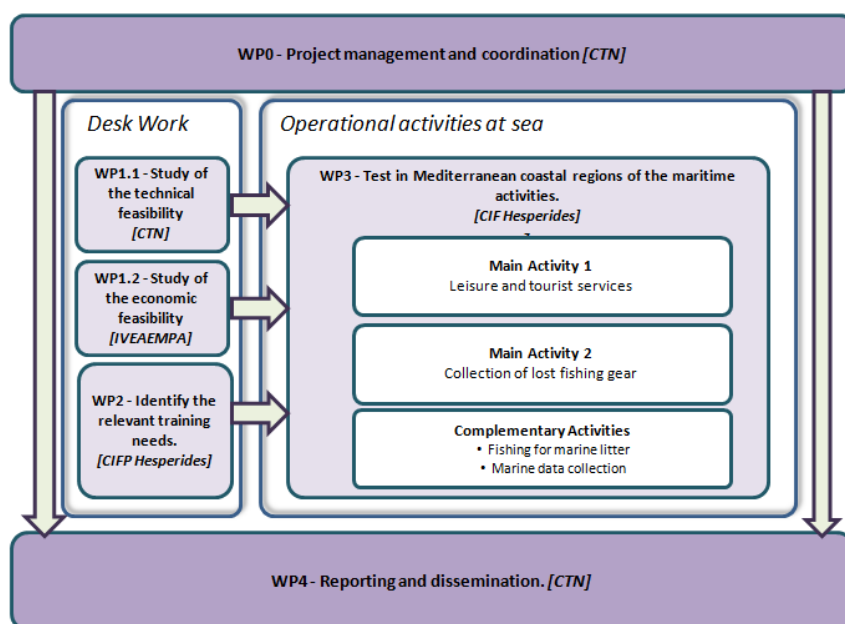 WP0 - Project management and coordination [CTN]
Desk Work
WP1.1 - Study of
the technical
feasibility
[CTN]
WP1.2 - Study of
the economic
feasibility
[IVEAEMPA]
WP2 - Identify the
relevant training
needs.
[CIFP Hesperides]
Operational activities at sea
WP3 - Test in Mediterranean coastal regions of the maritime
activities.
[CIF Hesperides]
Main Activity 1
Leisure and tourist services
Main Activity 2
Collection of lost fishing gear
Complementary Activities
• Fishing for marine litter
• Marine data collection
WP4 - Reporting and dissemination. [CTN]